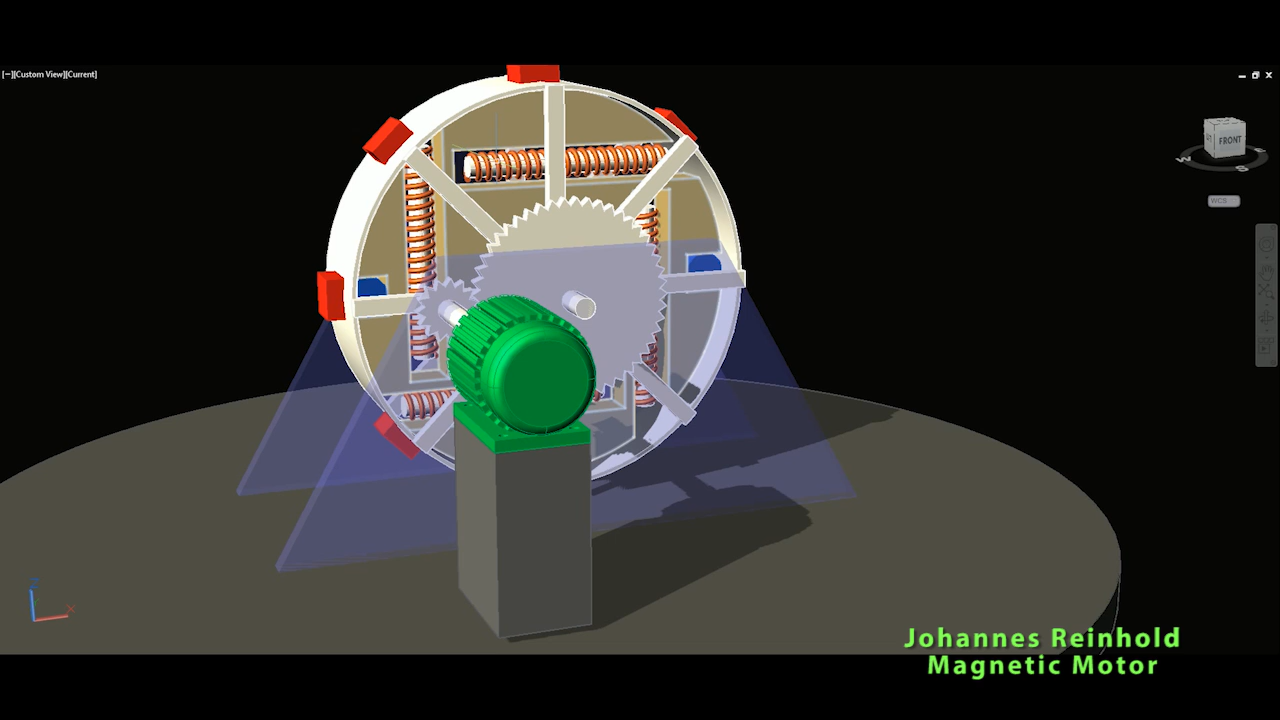 [−][Custom View][Current]
FRONT
W
S
WCS
Z
X
Johannes Reinhold
Magnetic Motor